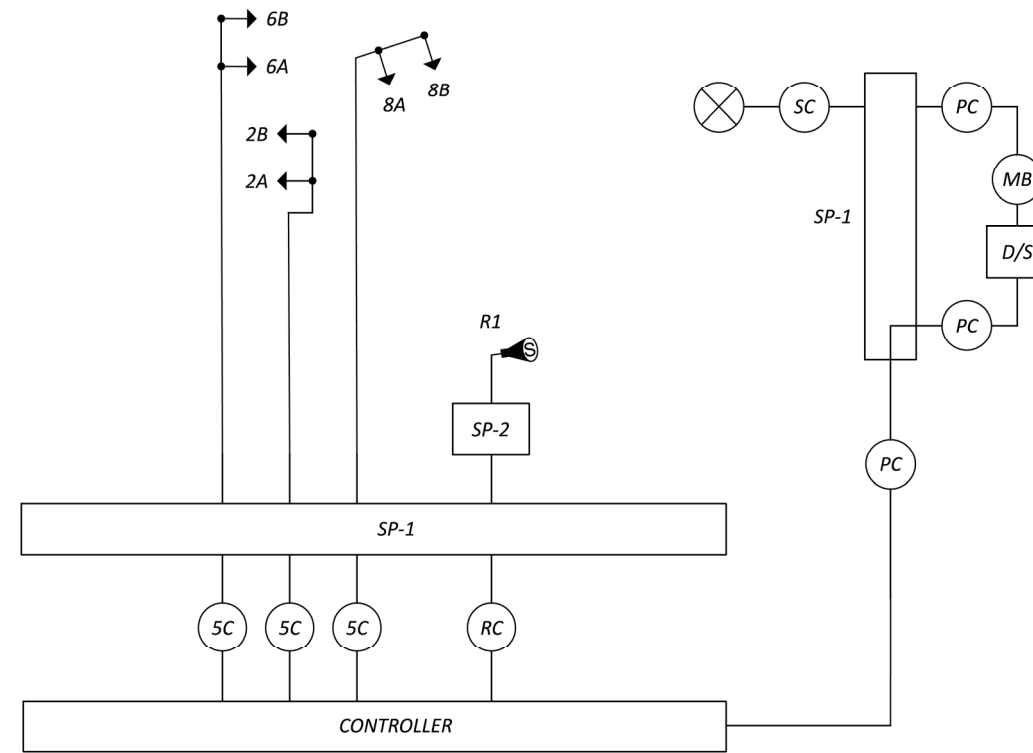 6B
6A
8A
8B
2B
2A
SC
PC
MB
SP-1
D/S
R1
S
PC
SP-2
PC
SP-1
5C
5C
5C
RC
CONTROLLER